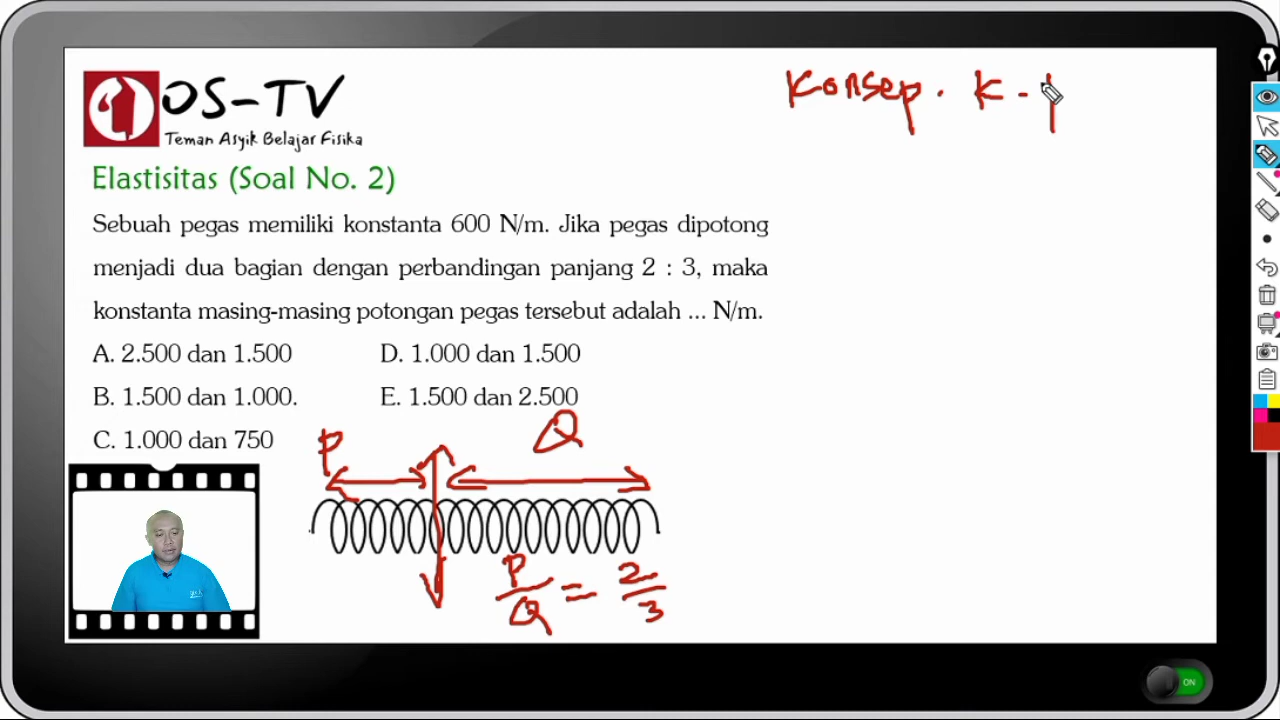 OS-TV
Teman Asyik Belajar Fisika
Konsep . K -
Elastisitas (Soal No. 2)
Sebuah pegas memiliki konstanta 600 N/m. Jika pegas dipotong
menjadi dua bagian dengan perbandingan panjang 2 : 3, maka
konstanta masing-masing potongan pegas tersebut adalah ... N/m.
A. 2.500 dan 1.500
D. 1.000 dan 1.500
B. 1.500 dan 1.000.
E. 1.500 dan 2.500
C. 1.000 dan 750
P
Q
P/Q = 2/3
ON